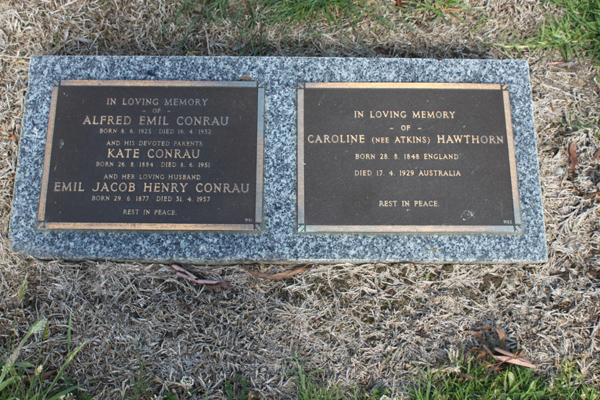 IN LOVING MEMORY
- OF -
ALFRED EMIL CONRAU
BORN 8. 6. 1925 DIED 16. 4. 1932
AND HIS DEVOTED PARENTS
KATE CONRAU
BORN 26. 8. 1884 DIED 8. 6. 1951
AND HER LOVING HUSBAND
EMIL JACOB HENRY CONRAU
BORN 29. 6. 1877 DIED 31. 4. 1957
REST IN PEACE.
IN LOVING MEMORY
- OF -
CAROLINE (NEE ATKINS) HAWTHORN
BORN 28. 8. 1848 ENGLAND
DIED 17. 4. 1929 AUSTRALIA
REST IN PEACE.